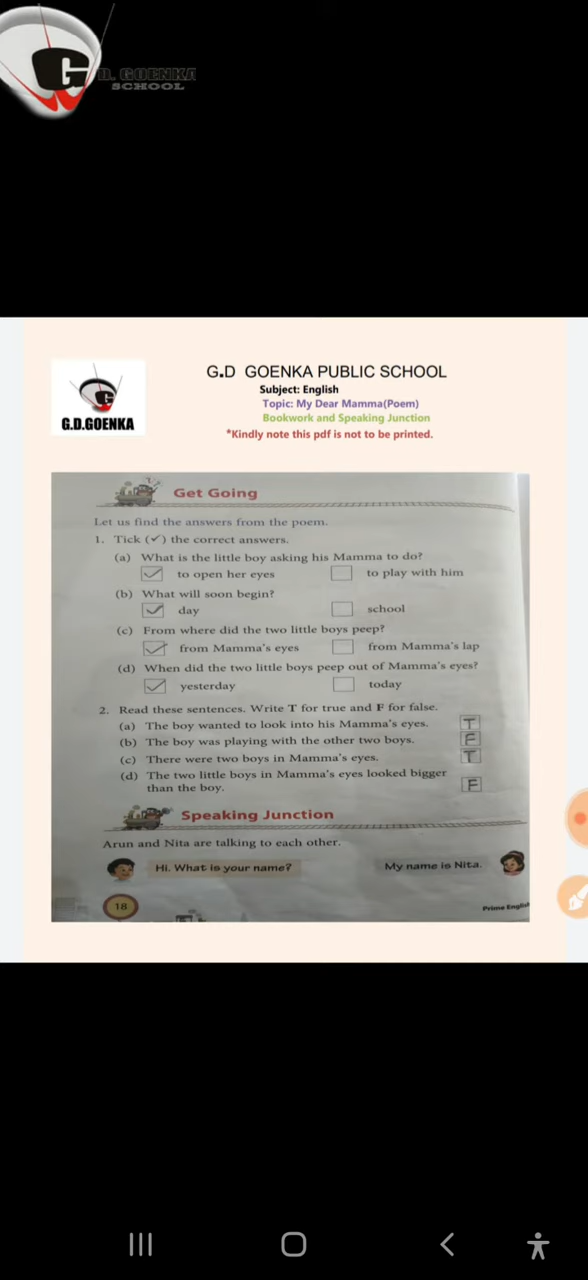 G
D. GOENKA
SCHOOL
G.D GOENKA PUBLIC SCHOOL
Subject: English
Topic: My Dear Mamma(Poem)
Bookwork and Speaking Junction
*Kindly note this pdf is not to be printed.
G
G.D.GOENKA
Get Going
Let us find the answers from the poem.
1. Tick (✓) the correct answers.
(a) What is the little boy asking his Mamma to do?
✓ to open her eyes to play with him
(b) What will soon begin?
✓ day school
(c) From where did the two little boys peep?
✓ from Mamma's eyes from Mamma's lap
(d) When did the two little boys peep out of Mamma's eyes?
✓ yesterday today
2. Read these sentences. Write T for true and F for false.
(a) The boy wanted to look into his Mamma's eyes. T
(b) The boy was playing with the other two boys. F
(c) There were two boys in Mamma's eyes. T
(d) The two little boys in Mamma's eyes looked bigger
than the boy. F
Speaking Junction
Arun and Nita are talking to each other.
Hi. What is your name? My name is Nita.
18
Prime English